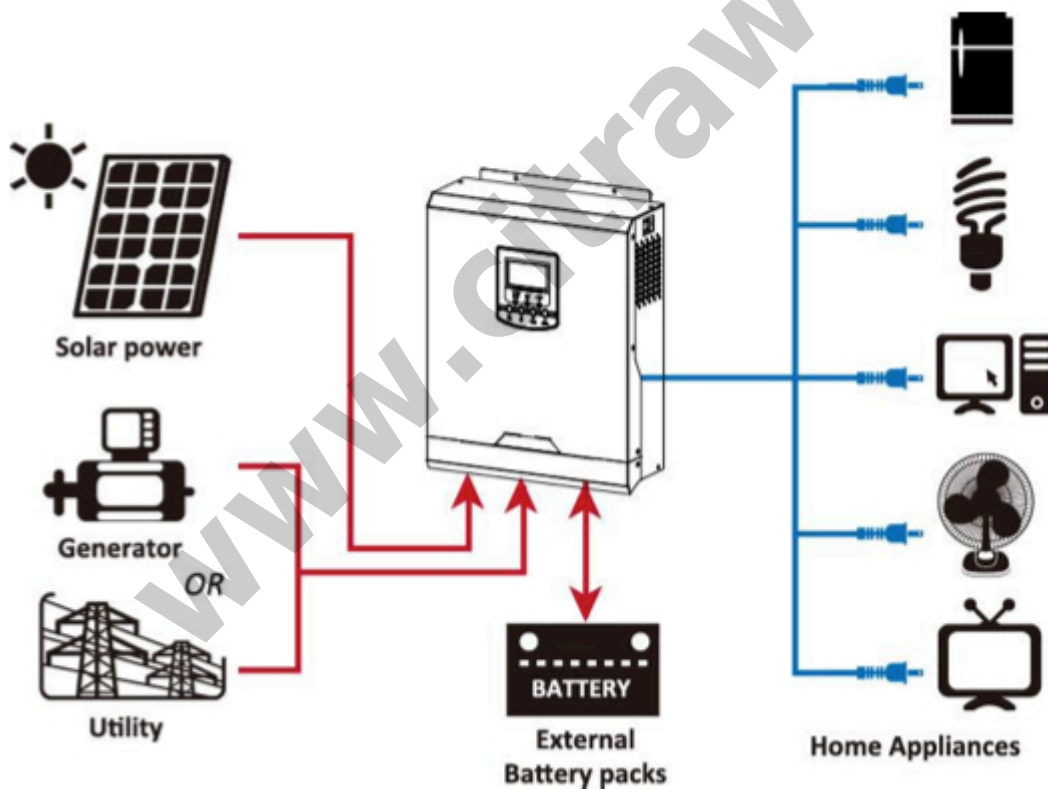 Solar power
Generator
OR
Utility
BATTERY
External
Battery packs
Home Appliances
www.citraw